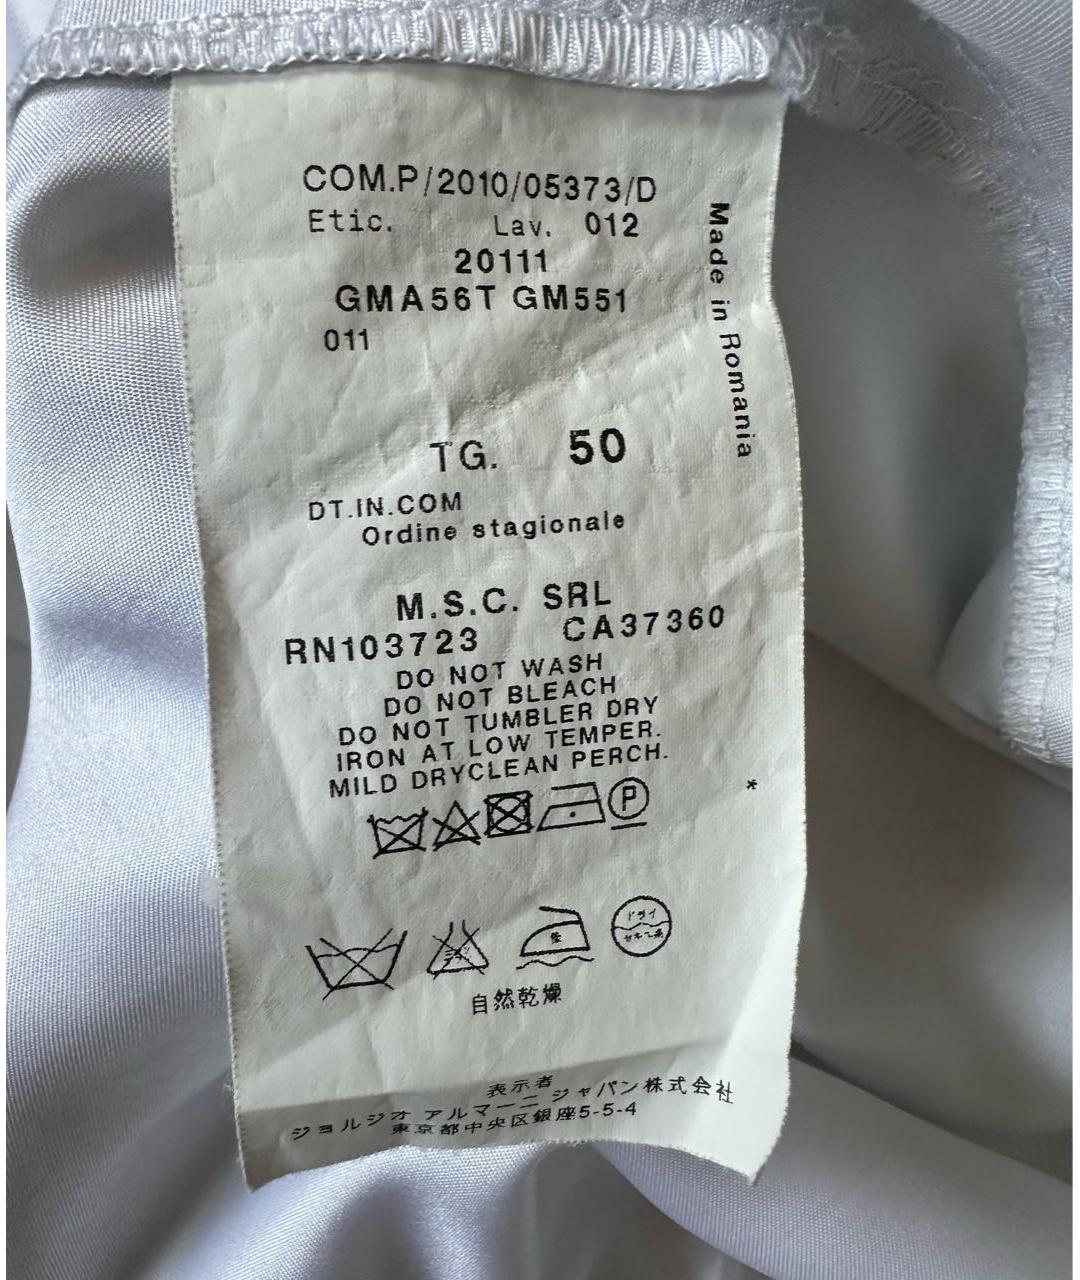 COM.P/2010/05373/D
Etic. Lav. 012
20111
GMA56T GM551
011
Made in Romania
TG. 50
DT.IN.COM
Ordine stagionale
M.S.C. SRL
RN103723 CA37360
DO NOT WASH
DO NOT BLEACH
DO NOT TUMBLER DRY
IRON AT LOW TEMPER.
MILD DRYCLEAN PERCH.
P
*
ドライ
自然乾燥
表示者
ジョルジオ アルマーニ ジャパン株式会社
東京都中央区銀座5-5-4